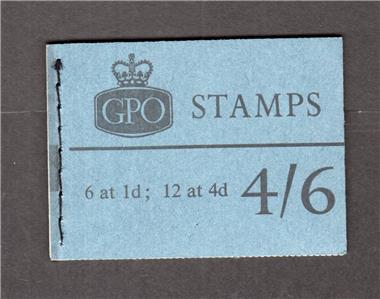 GPO STAMPS
6 at 1d; 12 at 4d 4/6